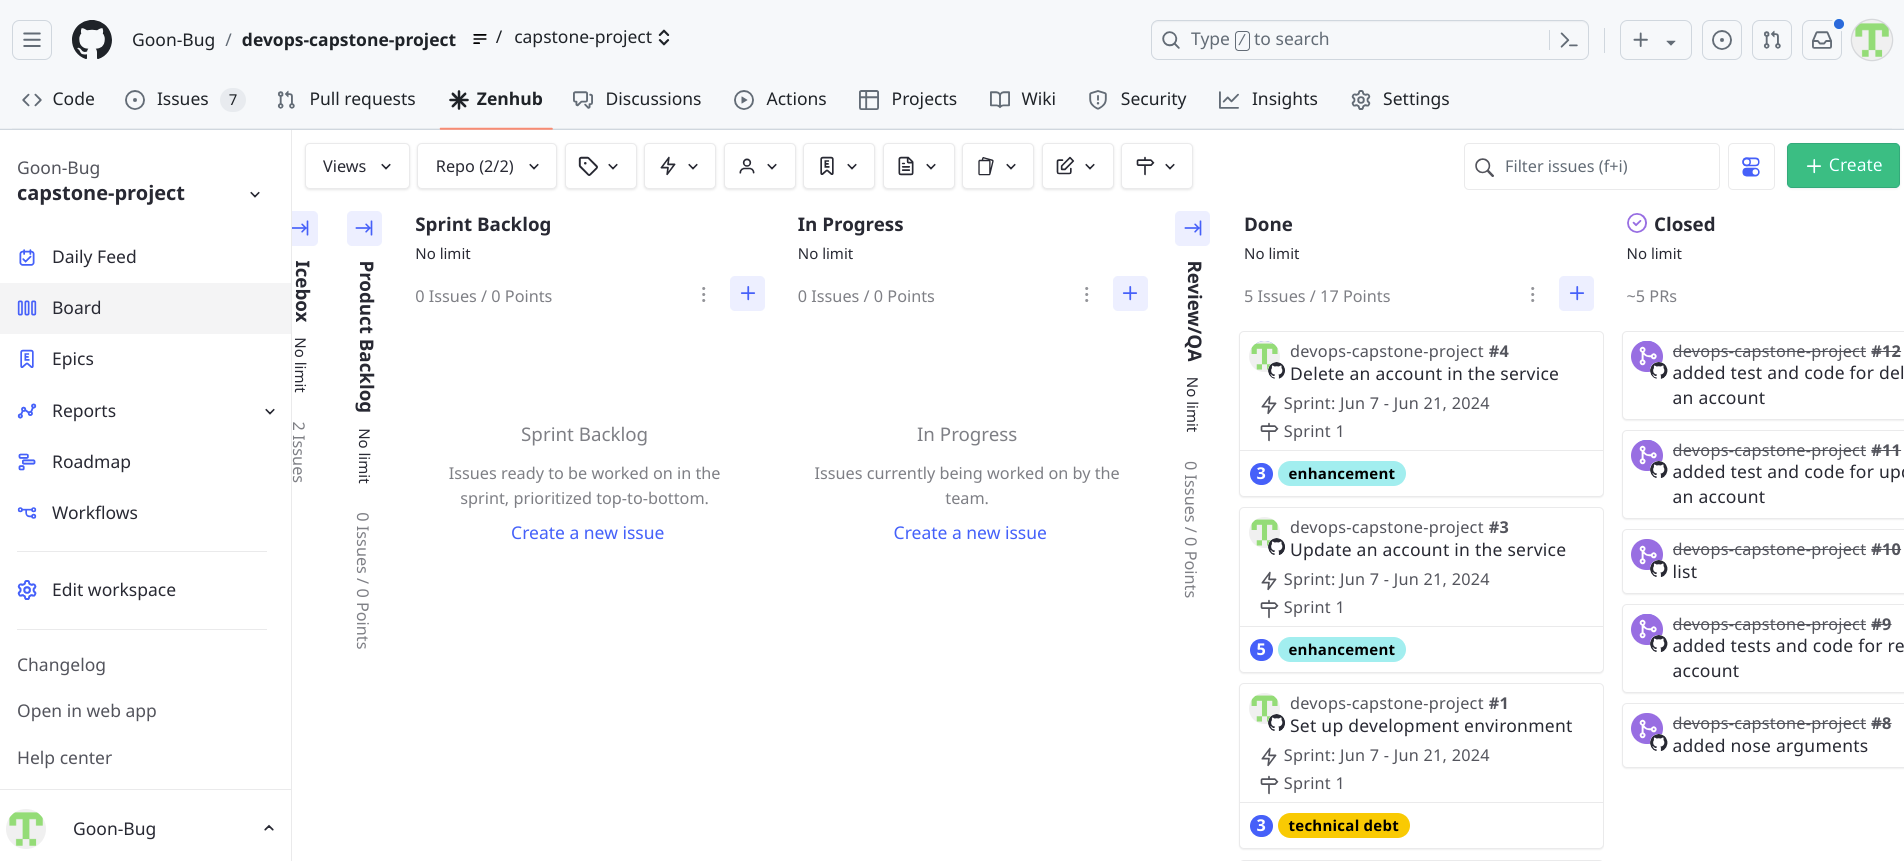 Goon-Bug / devops-capstone-project / capstone-project
Type / to search
Code
Issues 7
Pull requests
Zenhub
Discussions
Actions
Projects
Wiki
Security
Insights
Settings
Goon-Bug
capstone-project
Daily Feed
Board
Epics
Reports
Roadmap
Workflows
Edit workspace
Changelog
Open in web app
Help center
Goon-Bug
Views
Repo (2/2)
Filter issues (f+i)
Create
Icebox No limit 2 Issues
Product Backlog No limit 0 Issues / 0 Points
Sprint Backlog
No limit
0 Issues / 0 Points
Sprint Backlog
Issues ready to be worked on in the
sprint, prioritized top-to-bottom.
Create a new issue
In Progress
No limit
0 Issues / 0 Points
In Progress
Issues currently being worked on by the
team.
Create a new issue
Review/QA No limit 0 Issues / 0 Points
Done
No limit
5 Issues / 17 Points
devops-capstone-project #4
Delete an account in the service
Sprint: Jun 7 - Jun 21, 2024
Sprint 1
3 enhancement
devops-capstone-project #3
Update an account in the service
Sprint: Jun 7 - Jun 21, 2024
Sprint 1
5 enhancement
devops-capstone-project #1
Set up development environment
Sprint: Jun 7 - Jun 21, 2024
Sprint 1
3 technical debt
Closed
No limit
~5 PRs
devops-capstone-project #12
added test and code for del
an account
devops-capstone-project #11
added test and code for upd
an account
devops-capstone-project #10
list
devops-capstone-project #9
added tests and code for re
account
devops-capstone-project #8
added nose arguments